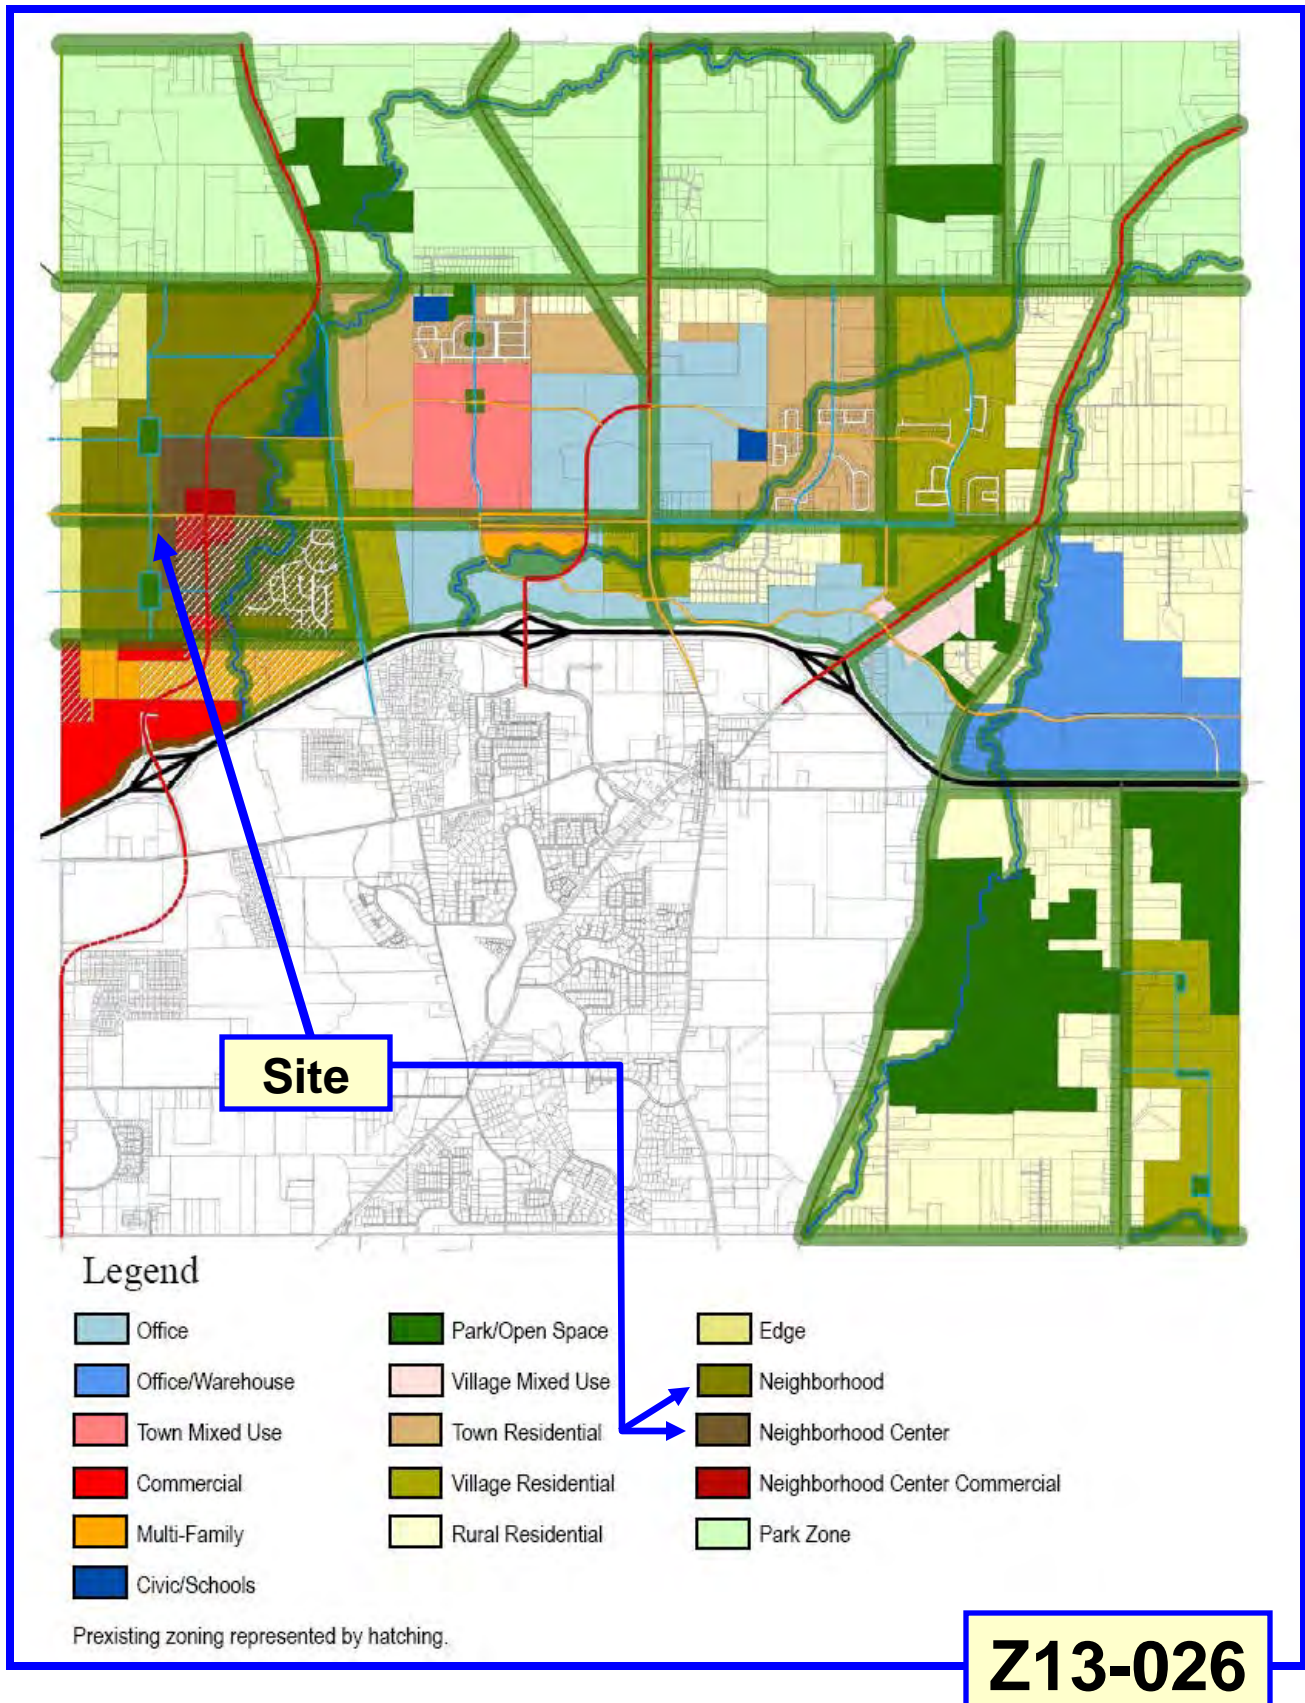 Site
Legend
Office
Park/Open Space
Edge
Office/Warehouse
Village Mixed Use
Neighborhood
Town Mixed Use
Town Residential
Neighborhood Center
Commercial
Village Residential
Neighborhood Center Commercial
Multi-Family
Rural Residential
Park Zone
Civic/Schools
Prexisting zoning represented by hatching.
Z13-026